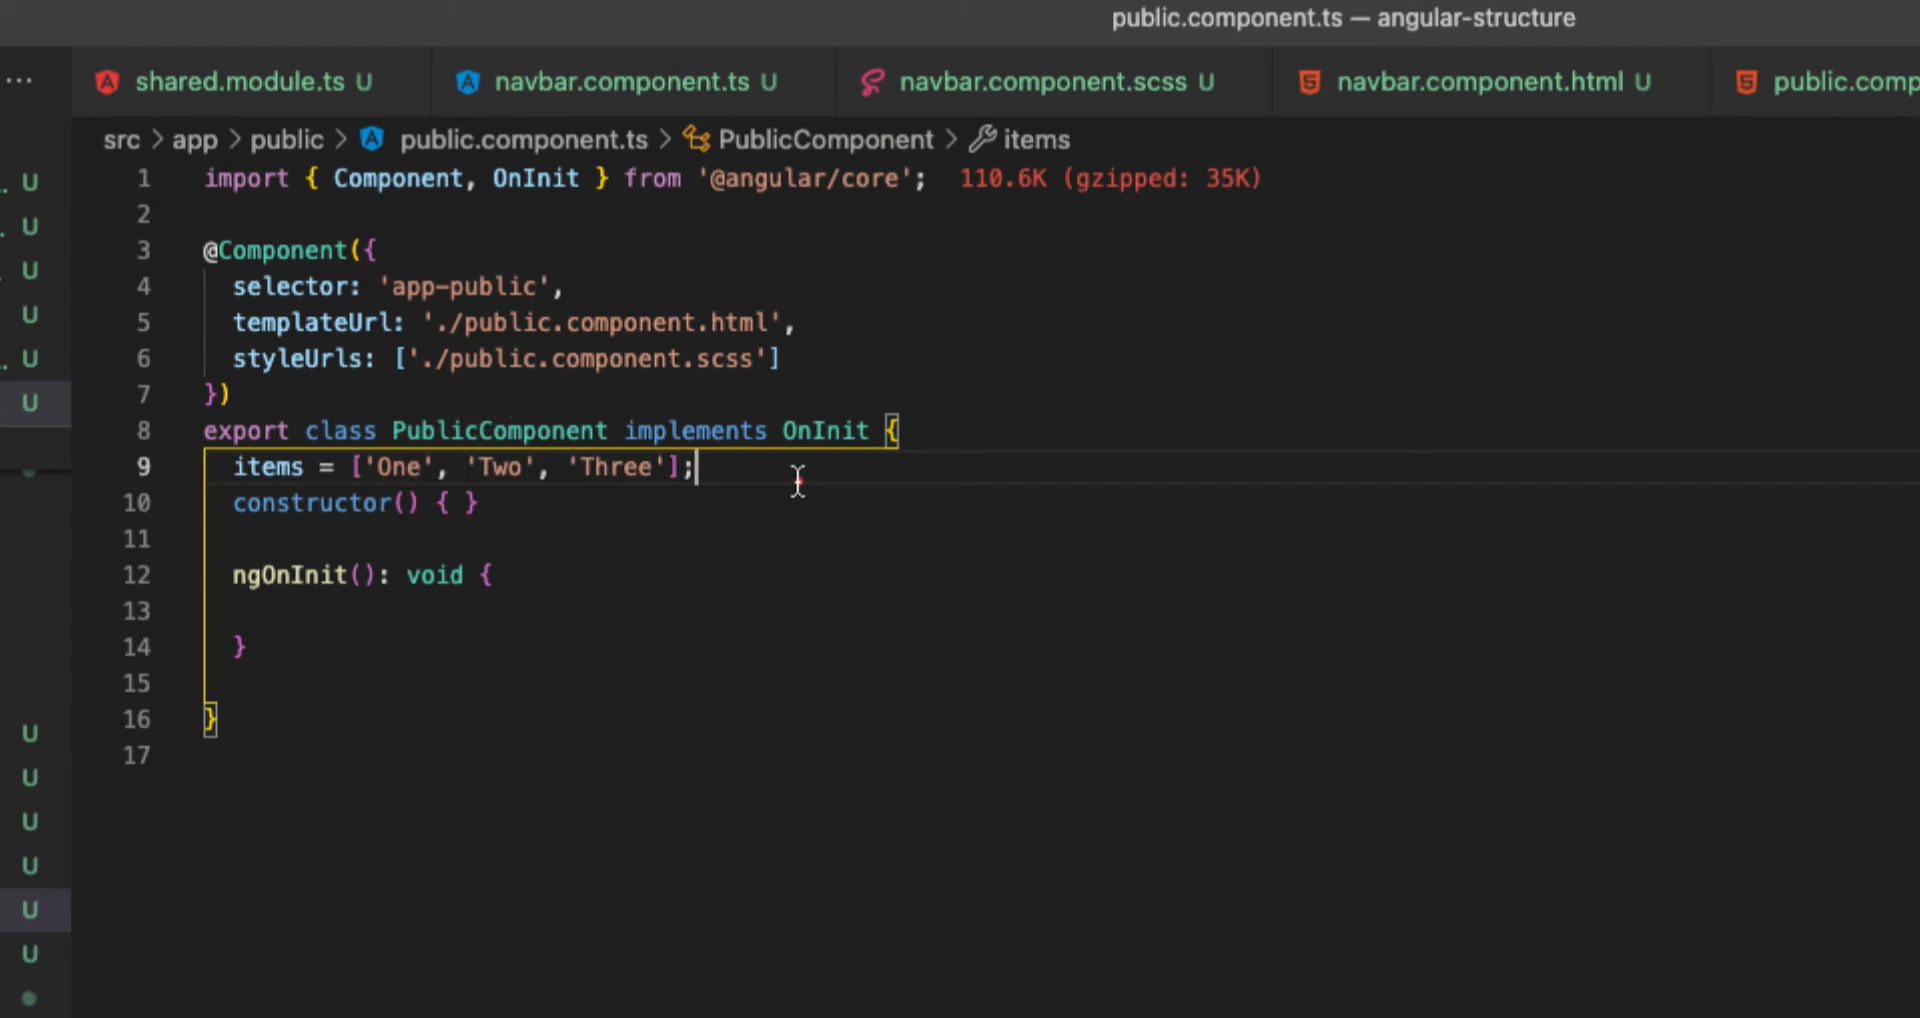 public.component.ts — angular-structure
... shared.module.ts U navbar.component.ts U navbar.component.scss U navbar.component.html U
src > app > public > public.component.ts > PublicComponent > items
1 import { Component, OnInit } from '@angular/core'; 110.6K (gzipped: 35K)
2
3 @Component({
4 selector: 'app-public',
5 templateUrl: './public.component.html',
6 styleUrls: ['./public.component.scss']
7 })
8 export class PublicComponent implements OnInit {
9 items = ['One', 'Two', 'Three'];
10 constructor() { }
11
12 ngOnInit(): void {
13
14 }
15
16 }
17
U
U
U
U
U
U
U
U
U
U
U
U